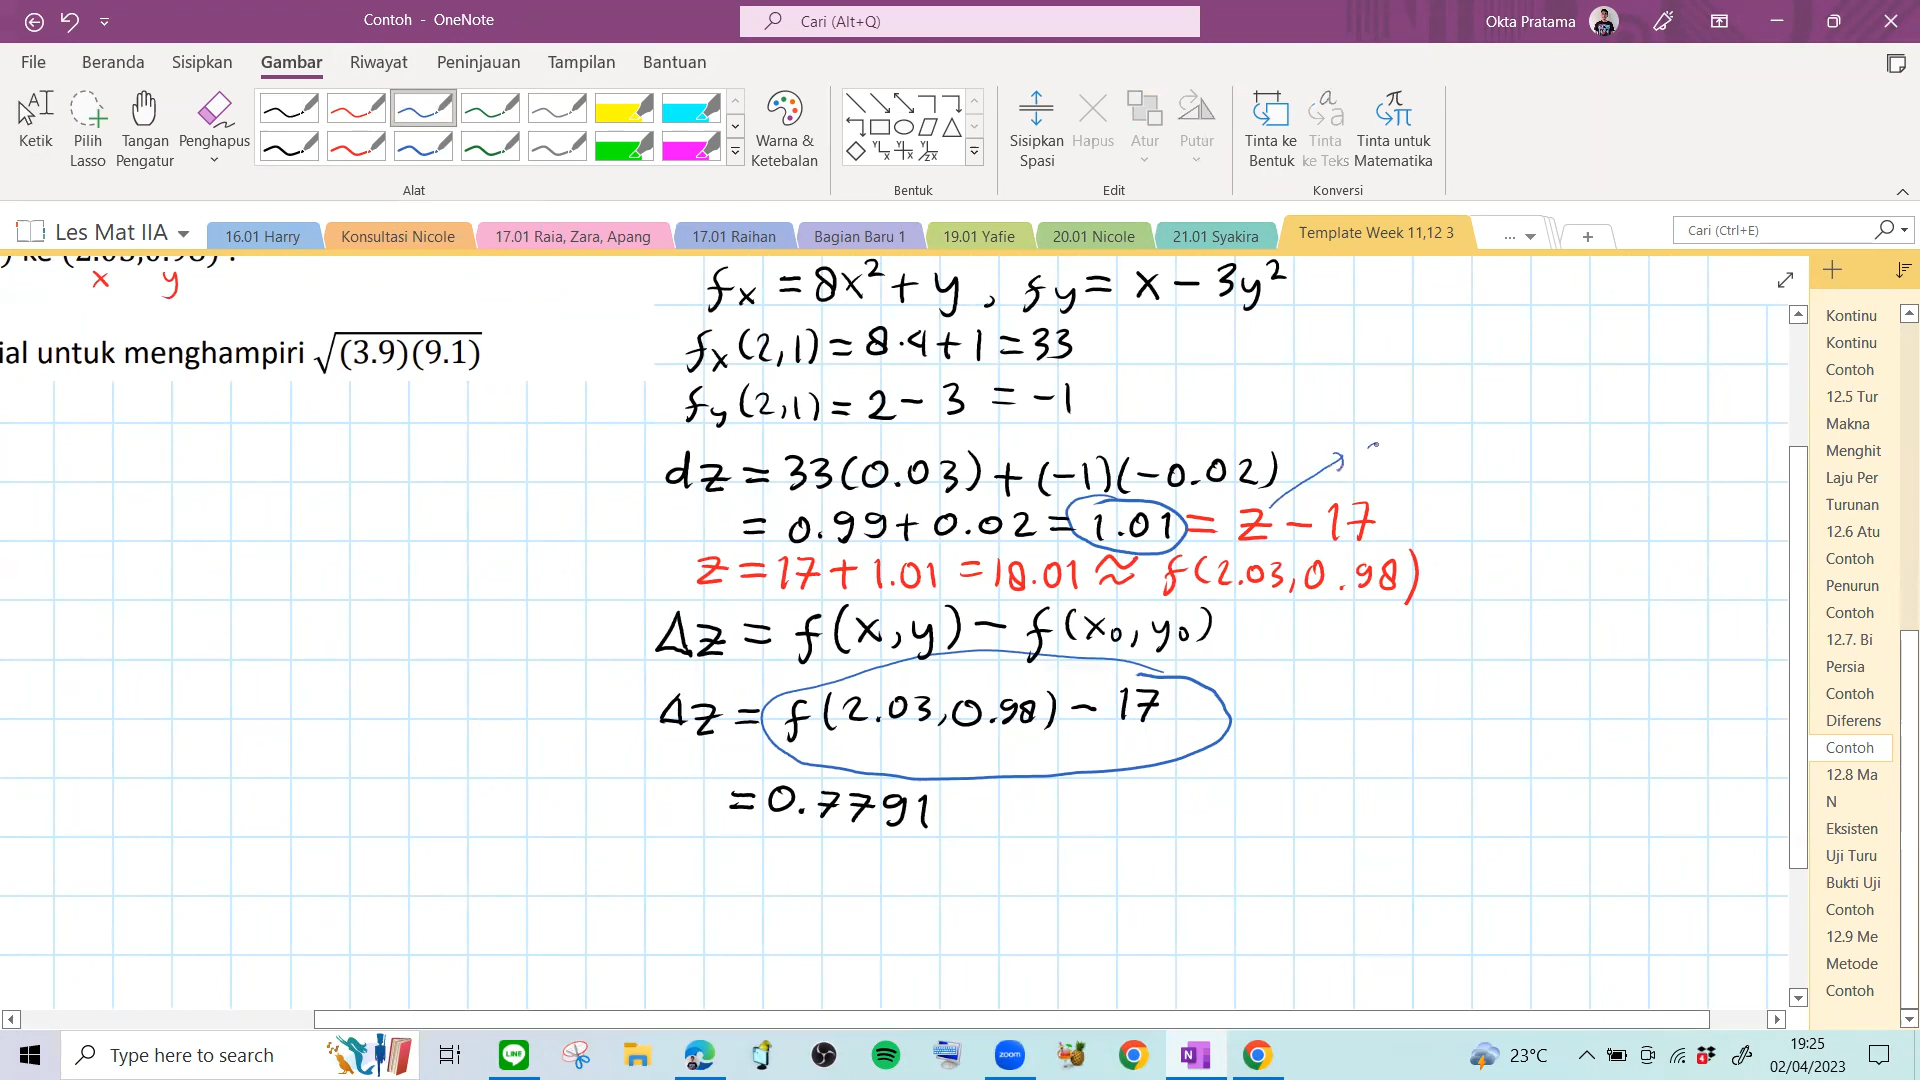 Contoh - OneNote
Cari (Alt+Q)
Okta Pratama
File Beranda Sisipkan Gambar Riwayat Peninjauan Tampilan Bantuan
Ketik
Pilih Lasso
Tangan Pengatur
Penghapus
Warna & Ketebalan
Sisipkan Spasi
Hapus
Atur
Putar
Tinta ke Bentuk
Tinta ke Teks
Tinta untuk Matematika
Alat
Bentuk
Edit
Konversi
Les Mat IIA
16.01 Harry
Konsultasi Nicole
17.01 Raia, Zara, Apang
17.01 Raihan
Bagian Baru 1
19.01 Yafie
20.01 Nicole
21.01 Syakira
Template Week 11,12 3
...
Cari (Ctrl+E)
) ke (2.03,0.98) ?
x y
ial untuk menghampiri √(3.9)(9.1)
fx = 8x² + y , fy = x - 3y²
fx (2,1) = 8·4 + 1 = 33
fy (2,1) = 2 - 3 = -1
dz = 33(0.03) + (-1)(-0.02)
= 0.99 + 0.02 = 1.01 = z - 17
z = 17 + 1.01 = 18.01 ≈ f(2.03,0.98)
Δz = f(x,y) - f(x₀,y₀)
Δz = f(2.03,0.98) - 17
= 0.7791
Kontinu
Kontinu
Contoh
12.5 Tur
Makna
Menghit
Laju Per
Turunan
12.6 Atu
Contoh
Penurun
Contoh
12.7. Bi
Persia
Contoh
Diferens
Contoh
12.8 Ma
N
Eksisten
Uji Turu
Bukti Uji
Contoh
12.9 Me
Metode
Contoh
Type here to search
LINE
zoom
N
4
23°C
19:25
02/04/2023